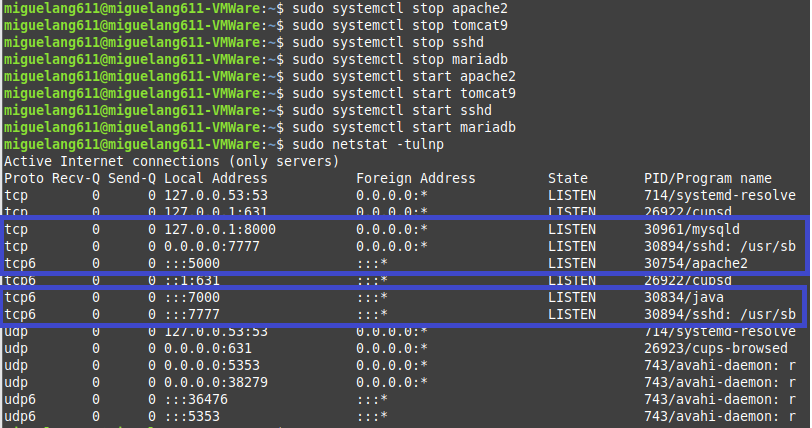 miguelang611@miguelang611-VMWare:~$ sudo systemctl stop apache2
miguelang611@miguelang611-VMWare:~$ sudo systemctl stop tomcat9
miguelang611@miguelang611-VMWare:~$ sudo systemctl stop sshd
miguelang611@miguelang611-VMWare:~$ sudo systemctl stop mariadb
miguelang611@miguelang611-VMWare:~$ sudo systemctl start apache2
miguelang611@miguelang611-VMWare:~$ sudo systemctl start tomcat9
miguelang611@miguelang611-VMWare:~$ sudo systemctl start sshd
miguelang611@miguelang611-VMWare:~$ sudo systemctl start mariadb
miguelang611@miguelang611-VMWare:~$ sudo netstat -tulnp
Active Internet connections (only servers)
Proto Recv-Q Send-Q Local Address           Foreign Address         State       PID/Program name
tcp        0      0 127.0.0.53:53           0.0.0.0:*               LISTEN      714/systemd-resolve
tcp        0      0 127.0.0.1:631           0.0.0.0:*               LISTEN      26922/cupsd
tcp        0      0 127.0.0.1:8000          0.0.0.0:*               LISTEN      30961/mysqld
tcp        0      0 0.0.0.0:7777            0.0.0.0:*               LISTEN      30894/sshd: /usr/sb
tcp6       0      0 :::5000                 :::*                    LISTEN      30754/apache2
tcp6       0      0 ::1:631                 :::*                    LISTEN      26922/cupsd
tcp6       0      0 :::7000                 :::*                    LISTEN      30834/java
tcp6       0      0 :::7777                 :::*                    LISTEN      30894/sshd: /usr/sb
udp        0      0 127.0.0.53:53           0.0.0.0:*                           714/systemd-resolve
udp        0      0 0.0.0.0:631             0.0.0.0:*                           26923/cups-browsed
udp        0      0 0.0.0.0:5353            0.0.0.0:*                           743/avahi-daemon: r
udp        0      0 0.0.0.0:38279           0.0.0.0:*                           743/avahi-daemon: r
udp6       0      0 :::36476                :::*                                743/avahi-daemon: r
udp6       0      0 :::5353                 :::*                                743/avahi-daemon: r